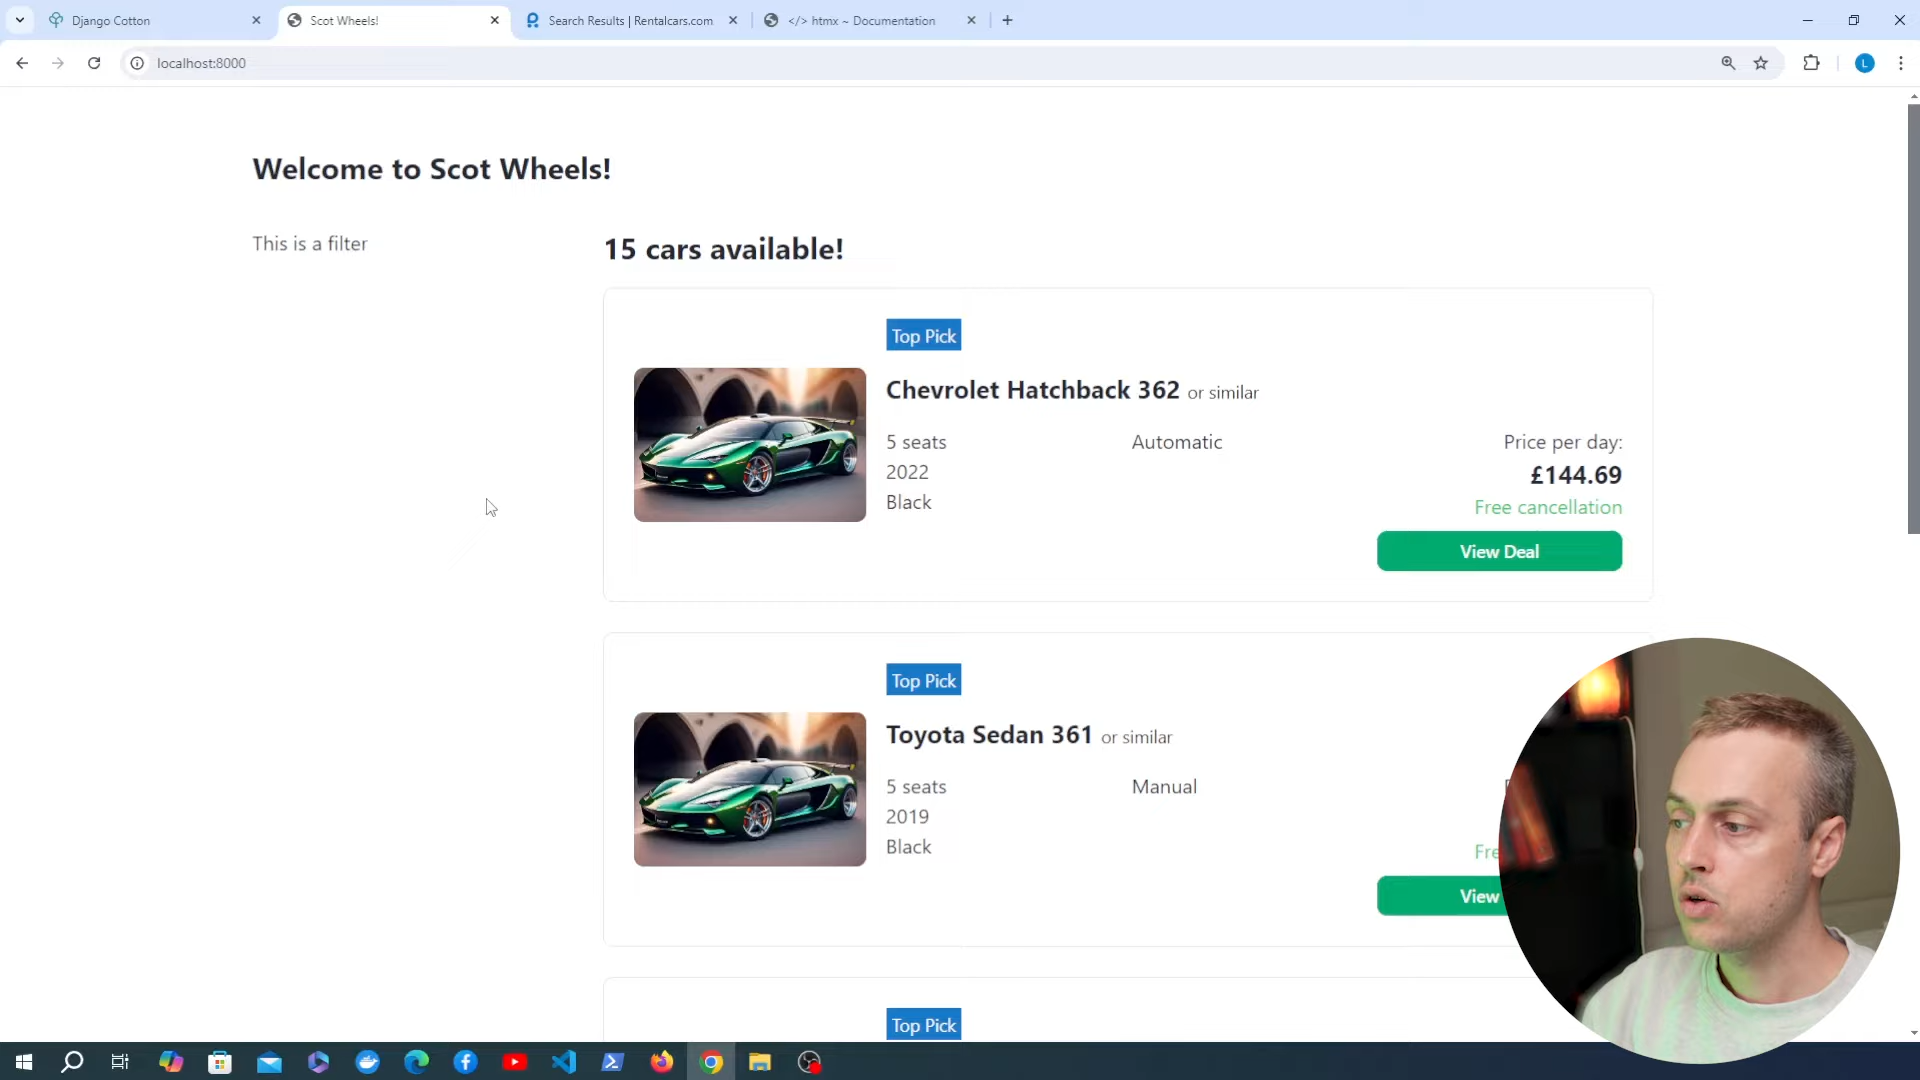 Django Cotton
Scot Wheels!
Search Results | Rentalcars.com
</> htmx ~ Documentation
localhost:8000
L
Welcome to Scot Wheels!
This is a filter
15 cars available!
Top Pick
Chevrolet Hatchback 362 or similar
5 seats
Automatic
Price per day:
2022
£144.69
Black
Free cancellation
View Deal
Top Pick
Toyota Sedan 361 or similar
5 seats
Manual
2019
Black
View
Top Pick